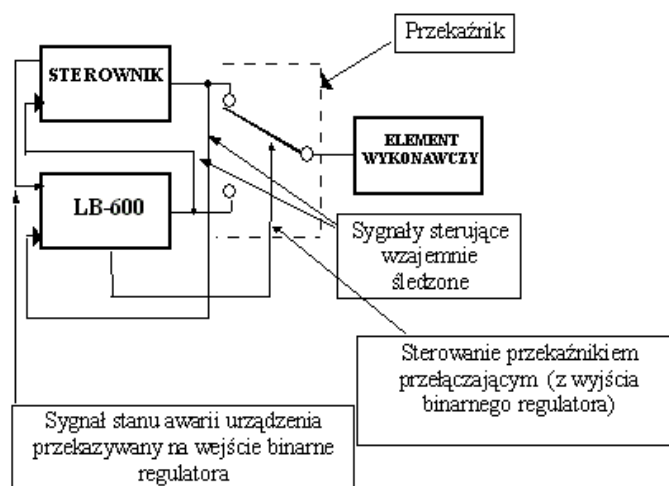 Przekaźnik
STEROWNIK
ELEMENT
WYKONAWCZY
LB-600
Sygnały sterujące
wzajemnie
śledzone
Sterowanie przekaźnikiem
przełączającym (z wyjścia
binarnego regulatora)
Sygnał stanu awarii urządzenia
przekazywany na wejście binarne
regulatora